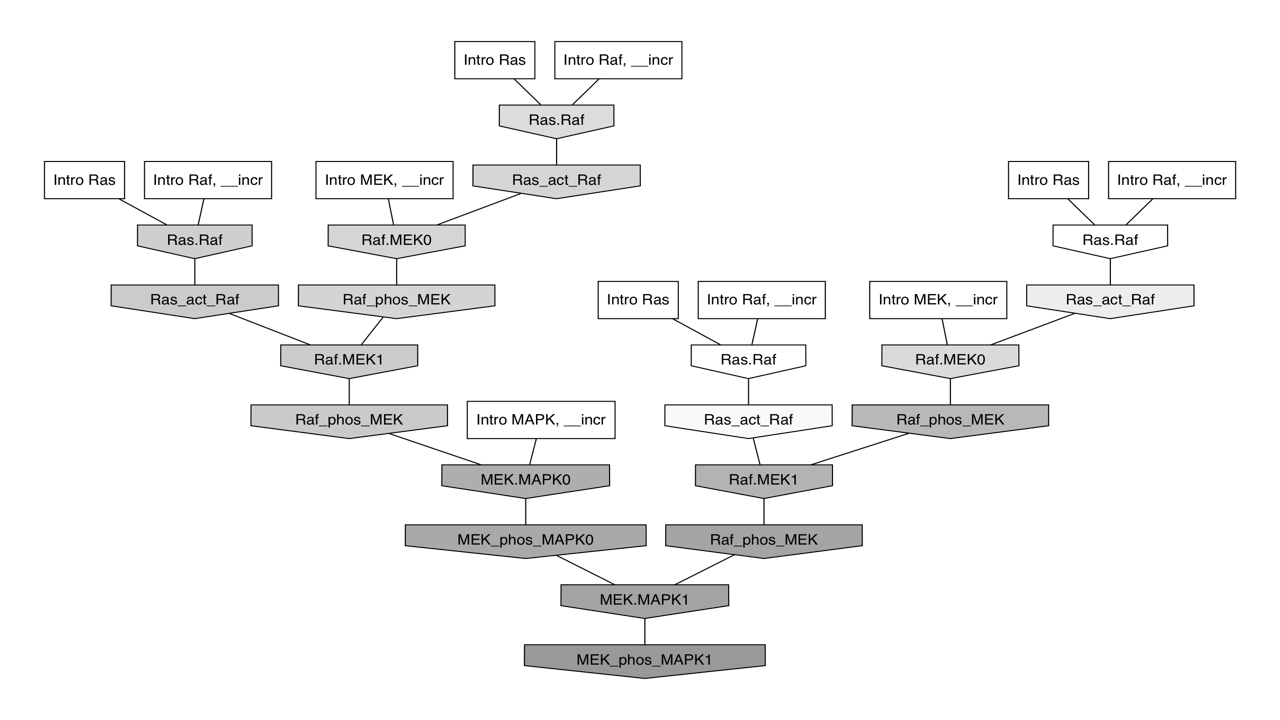 Intro Ras
Intro Raf, __incr
Ras.Raf
Intro Ras
Intro Raf, __incr
Intro MEK, __incr
Ras_act_Raf
Intro Ras
Intro Raf, __incr
Ras.Raf
Raf.MEK0
Ras.Raf
Ras_act_Raf
Raf_phos_MEK
Intro Ras
Intro Raf, __incr
Intro MEK, __incr
Ras_act_Raf
Raf.MEK1
Ras.Raf
Raf.MEK0
Raf_phos_MEK
Intro MAPK, __incr
Ras_act_Raf
Raf_phos_MEK
MEK.MAPK0
Raf.MEK1
MEK_phos_MAPK0
Raf_phos_MEK
MEK.MAPK1
MEK_phos_MAPK1